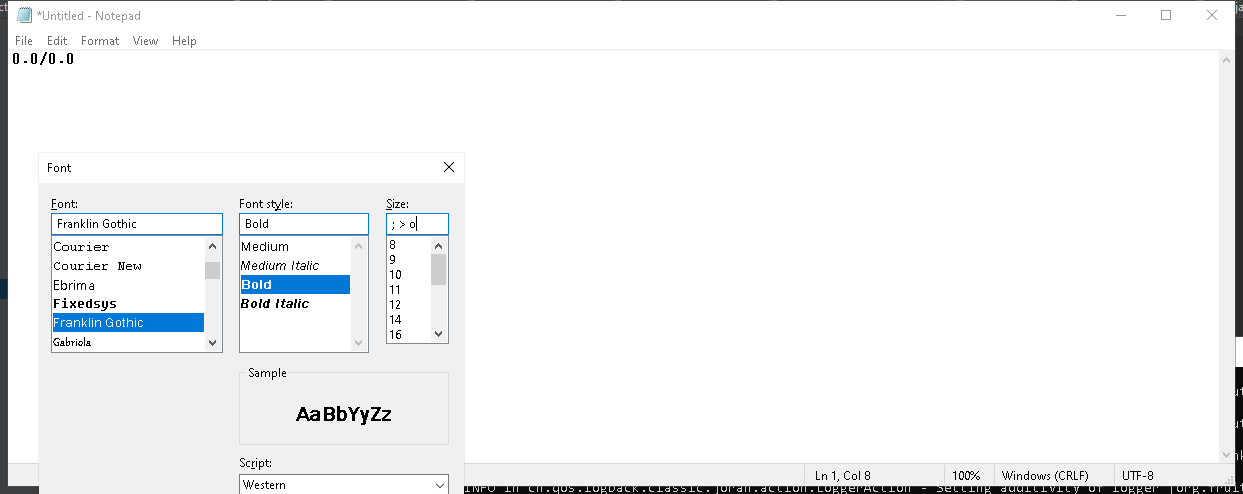 *Untitled - Notepad
File Edit Format View Help
0.0/0.0
Font
Font: Font style: Size:
Franklin Gothic Bold ; > o
Courier Medium 8
Courier New Medium Italic 9
Ebrima Bold 10
Fixedsys Bold Italic 11
Franklin Gothic 12
Gabriola 14
16
Sample
AaBbYyZz
Script:
Western
Ln 1, Col 8 100% Windows (CRLF) UTF-8
INFO in ch.qos.logback.classic.joran.action.LoggerAction - Setting additivity of logger